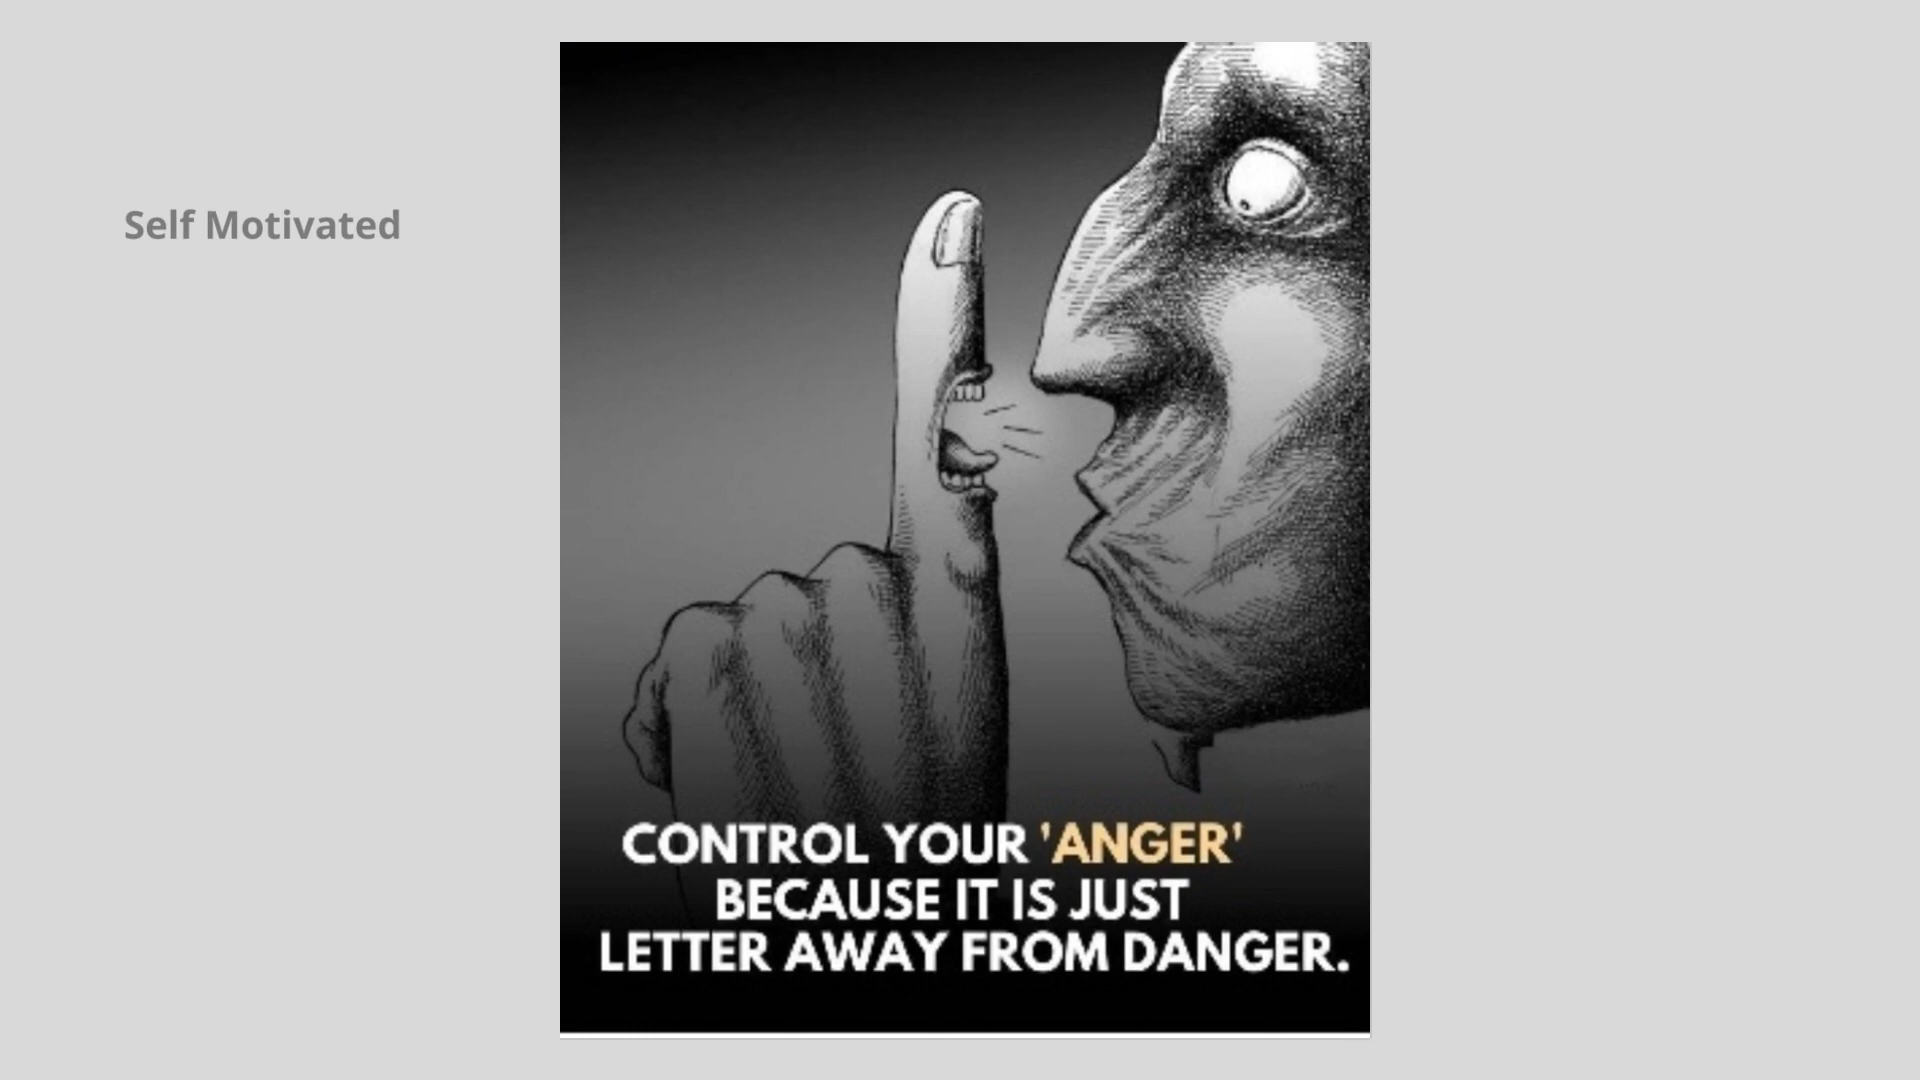 Self Motivated
CONTROL YOUR 'ANGER'
BECAUSE IT IS JUST
LETTER AWAY FROM DANGER.